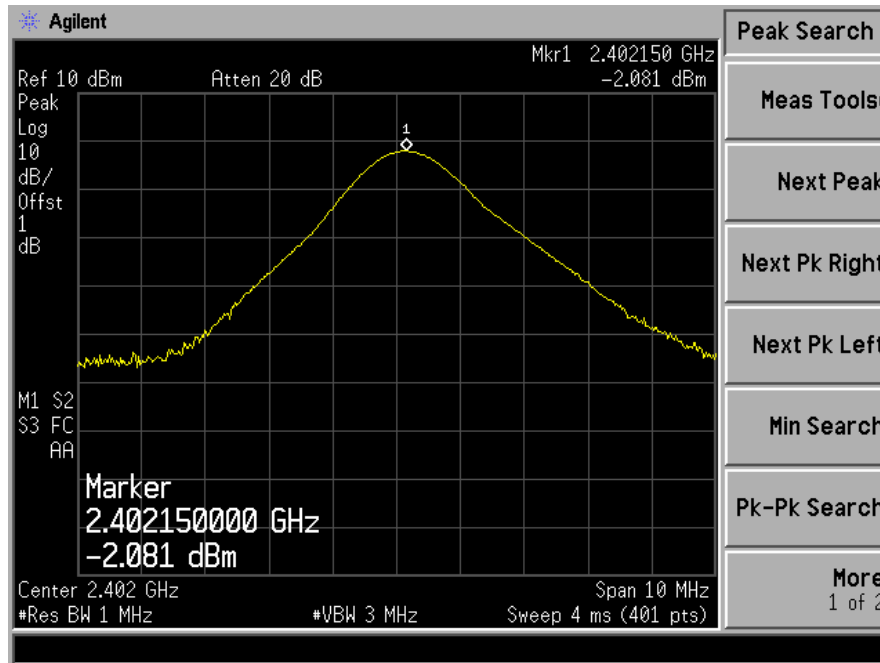 Agilent
Peak Search
Mkr1 2.402150 GHz
Ref 10 dBm Atten 20 dB -2.081 dBm
Peak
Log
10
dB/
Offst
1
dB
1
M1 S2
S3 FC
AA
Marker
2.402150000 GHz
-2.081 dBm
Center 2.402 GHz Span 10 MHz
#Res BW 1 MHz #VBW 3 MHz Sweep 4 ms (401 pts)
Meas Tools
Next Peak
Next Pk Right
Next Pk Left
Min Search
Pk-Pk Search
More
1 of 2